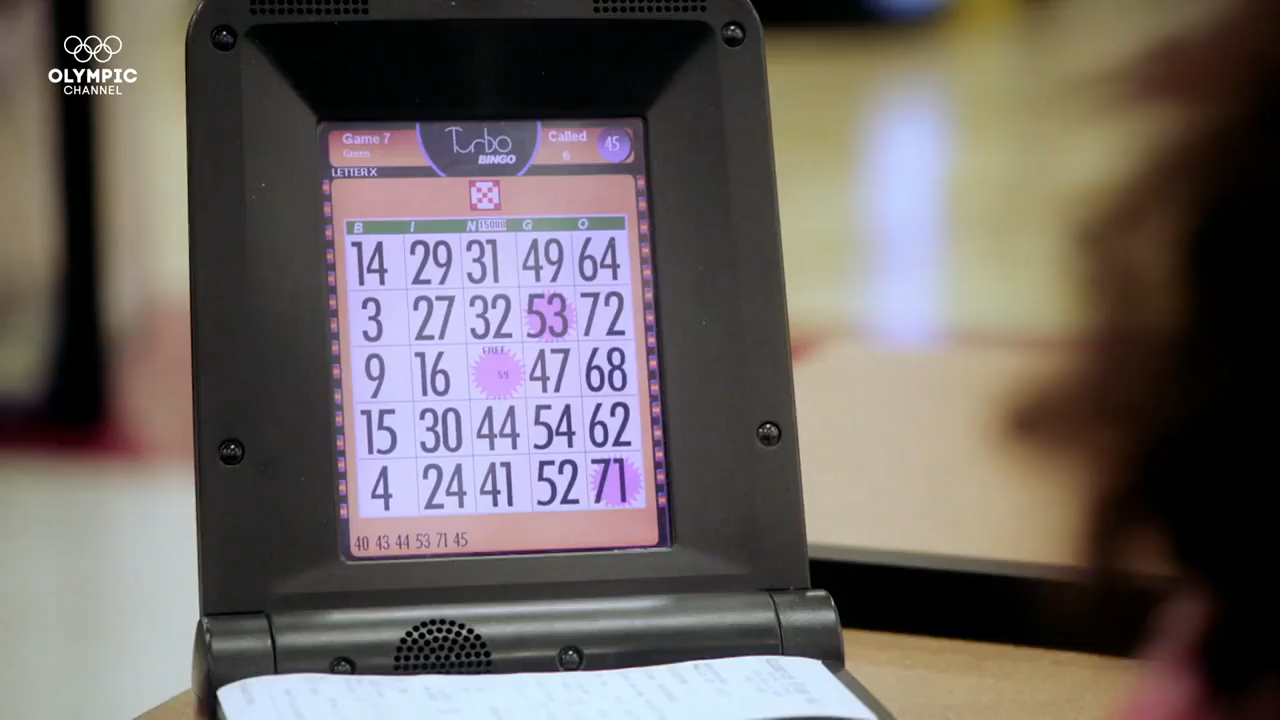 OLYMPIC
CHANNEL
Game 7
Green
Turbo
BINGO
Called
6
45
LETTER X
B I N 15088 G O
14 29 31 49 64
3 27 32 53 72
FREE
9 16 59 47 68
15 30 44 54 62
4 24 41 52 71
40 43 44 53 71 45